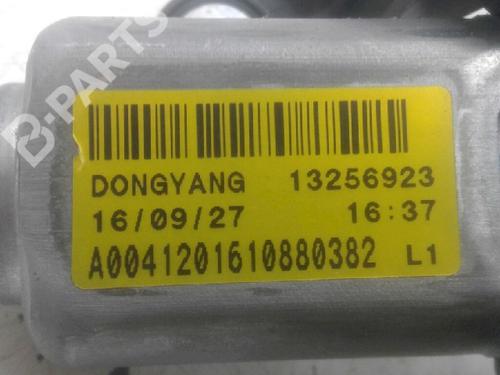 B-PARTS
DONGYANG 13256923
16/09/27 16:37
A0041201610880382 L1